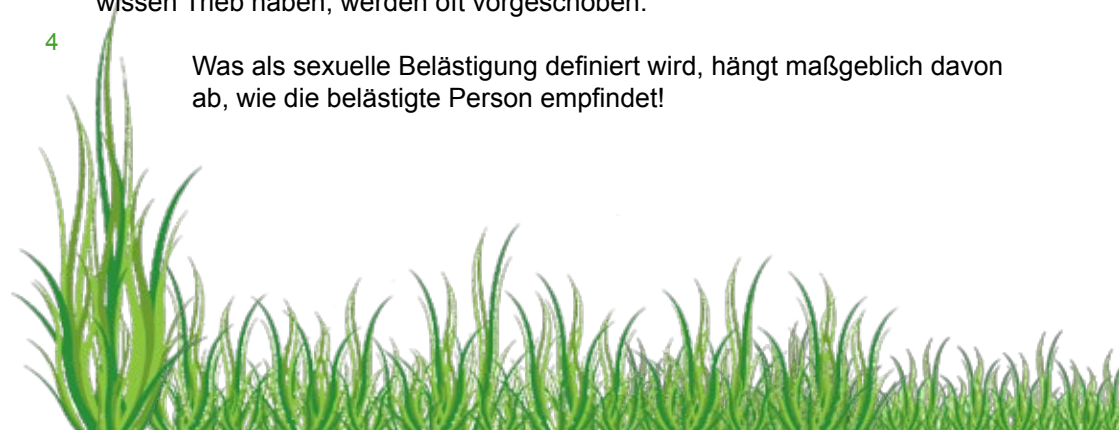 wissen Trieb haben, werden oft vorgeschoben.
4
Was als sexuelle Belästigung definiert wird, hängt maßgeblich davon
ab, wie die belästigte Person empfindet!